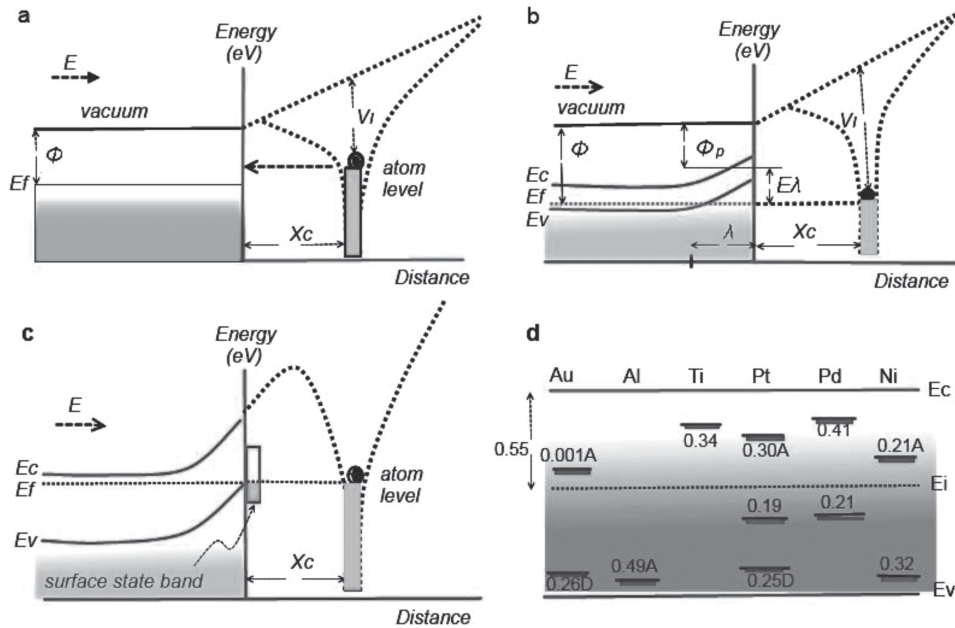 a
Energy
(eV)
E
vacuum
Φ
VI
Ef
atom
level
Xc
Distance
b
Energy
(eV)
E
vacuum
Φ
Φp
VI
Ec
Ef
Ev
Eλ
λ
Xc
Distance
c
Energy
(eV)
E
Ec
Ef
Ev
atom
level
Xc
surface state band
Distance
d
Au Al Ti Pt Pd Ni
Ec
0.55
0.34
0.41
0.30A
0.21A
0.001A
Ei
0.19
0.21
0.49A
0.32
0.26D
0.25D
Ev